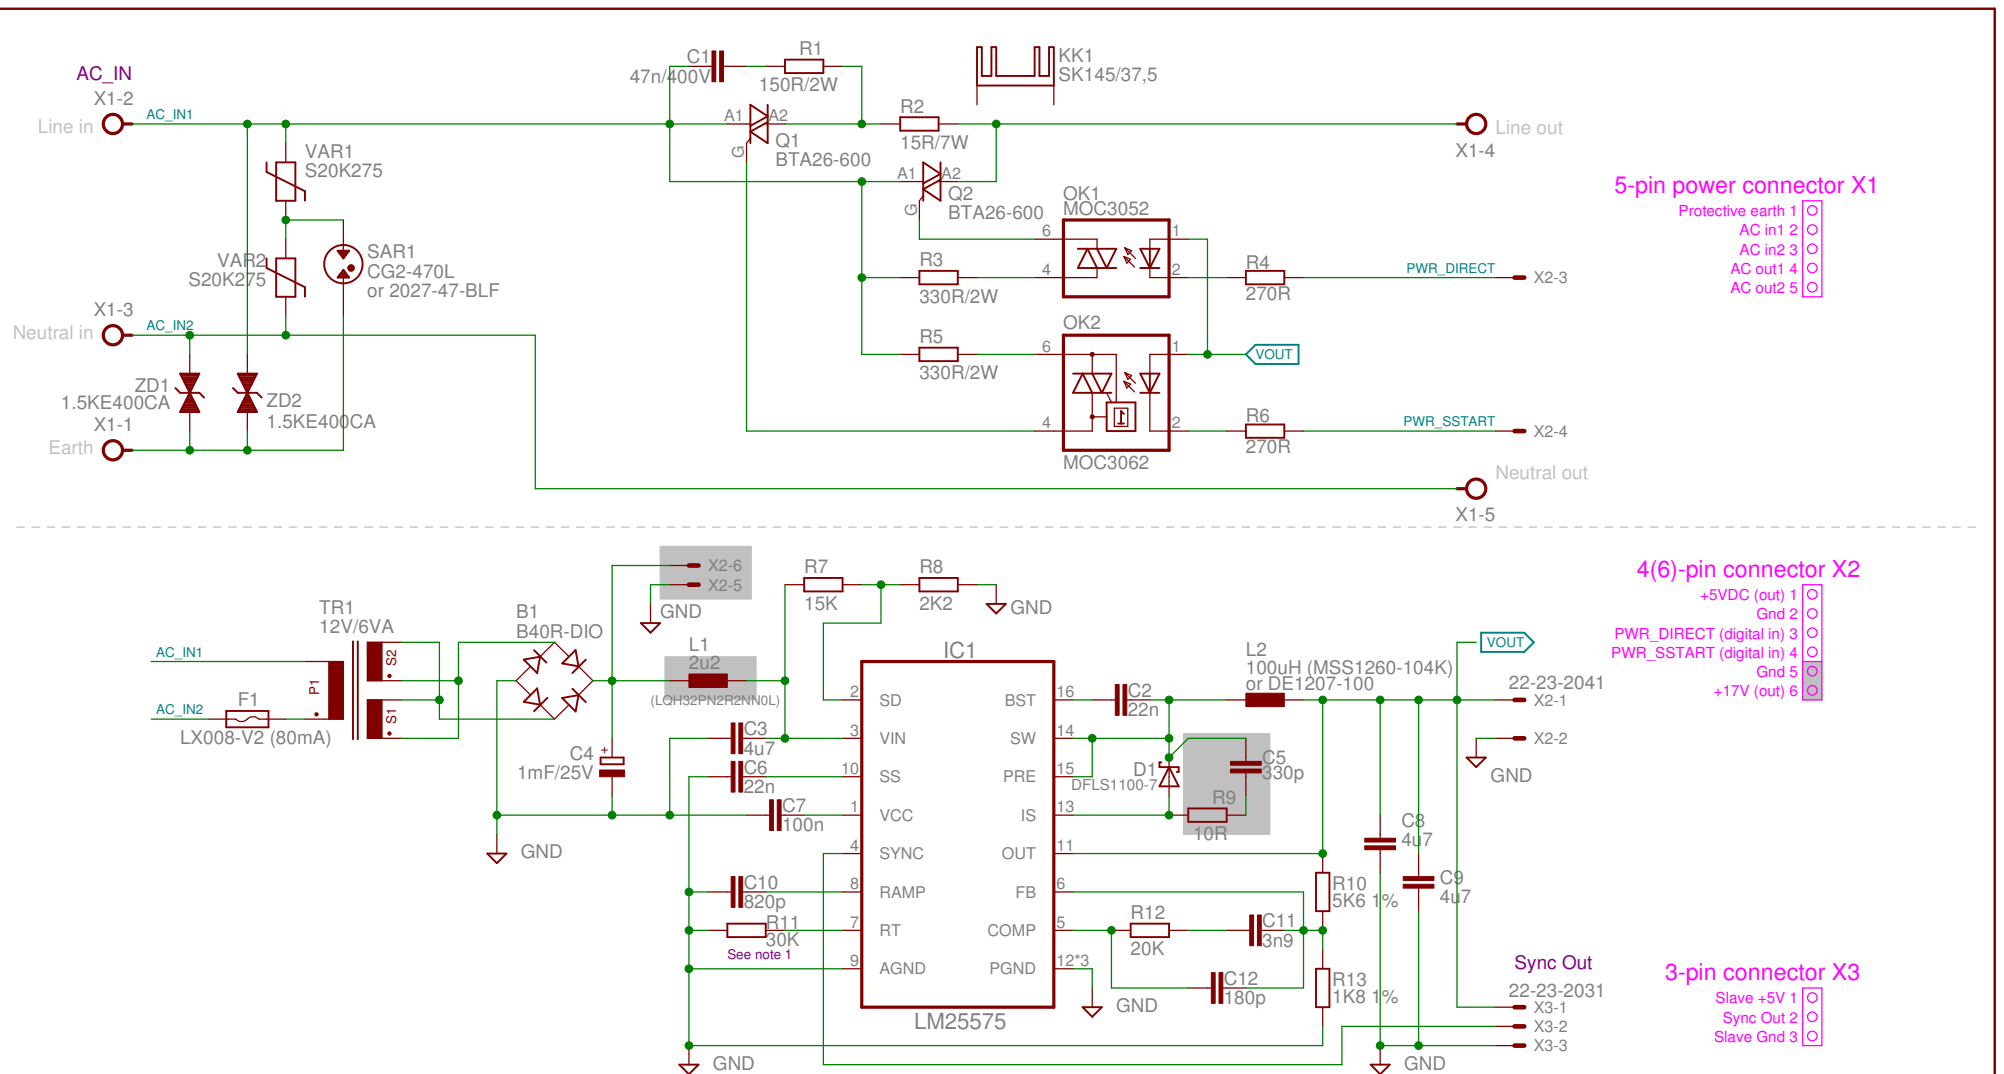 AC_IN
X1-2
Line in
AC_IN1
VAR1
S20K275
VAR2
S20K275
SAR1
CG2-470L
or 2027-47-BLF
X1-3
Neutral in
AC_IN2
ZD1
1.5KE400CA
ZD2
1.5KE400CA
X1-1
Earth
C1
47n/400V
R1
150R/2W
A1
A2
G
Q1
BTA26-600
R2
15R/7W
A1
A2
G
Q2
BTA26-600
KK1
SK145/37,5
Line out
X1-4
OK1
MOC3052
6
4
1
2
R3
330R/2W
R4
270R
PWR_DIRECT
X2-3
OK2
6
4
1
2
MOC3062
R5
330R/2W
VOUT
R6
270R
PWR_SSTART
X2-4
Neutral out
X1-5
5-pin power connector X1
Protective earth 1
AC in1 2
AC in2 3
AC out1 4
AC out2 5
AC_IN1
AC_IN2
F1
LX008-V2 (80mA)
TR1
12V/6VA
P1
S2
S1
B1
B40R-DIO
X2-6
X2-5
GND
L1
2u2
(LQH32PN2R2NN0L)
C4
+
1mF/25V
GND
R7
15K
R8
2K2
GND
C3
4u7
C6
22n
C7
100n
C10
820p
R11
30K
See note 1
GND
IC1
2 SD
3 VIN
10 SS
1 VCC
4 SYNC
8 RAMP
7 RT
9 AGND
BST 16
SW 14
PRE 15
IS 13
OUT 11
FB 6
COMP 5
PGND 12*3
LM25575
C2
22n
D1
DFLS1100-7
C5
330p
R9
10R
L2
100uH (MSS1260-104K)
or DE1207-100
R10
5K6 1%
R12
20K
C11
3n9
C12
180p
R13
1K8 1%
GND
C8
4u7
C9
4u7
GND
VOUT
22-23-2041
X2-1
X2-2
GND
Sync Out
22-23-2031
X3-1
X3-2
X3-3
4(6)-pin connector X2
+5VDC (out) 1
Gnd 2
PWR_DIRECT (digital in) 3
PWR_SSTART (digital in) 4
Gnd 5
+17V (out) 6
3-pin connector X3
Slave +5V 1
Sync Out 2
Slave Gnd 3